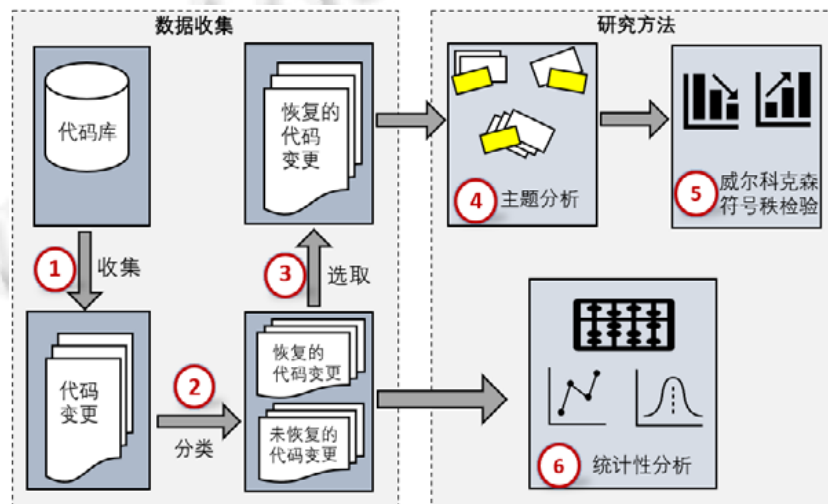 数据收集
研究方法
代码库
恢复的
代码
变更
4
主题分析
5
威尔科克森
符号秩检验
1
收集
3
选取
代码
变更
2
分类
恢复的
代码变更
未恢复的
代码变更
6
统计性分析